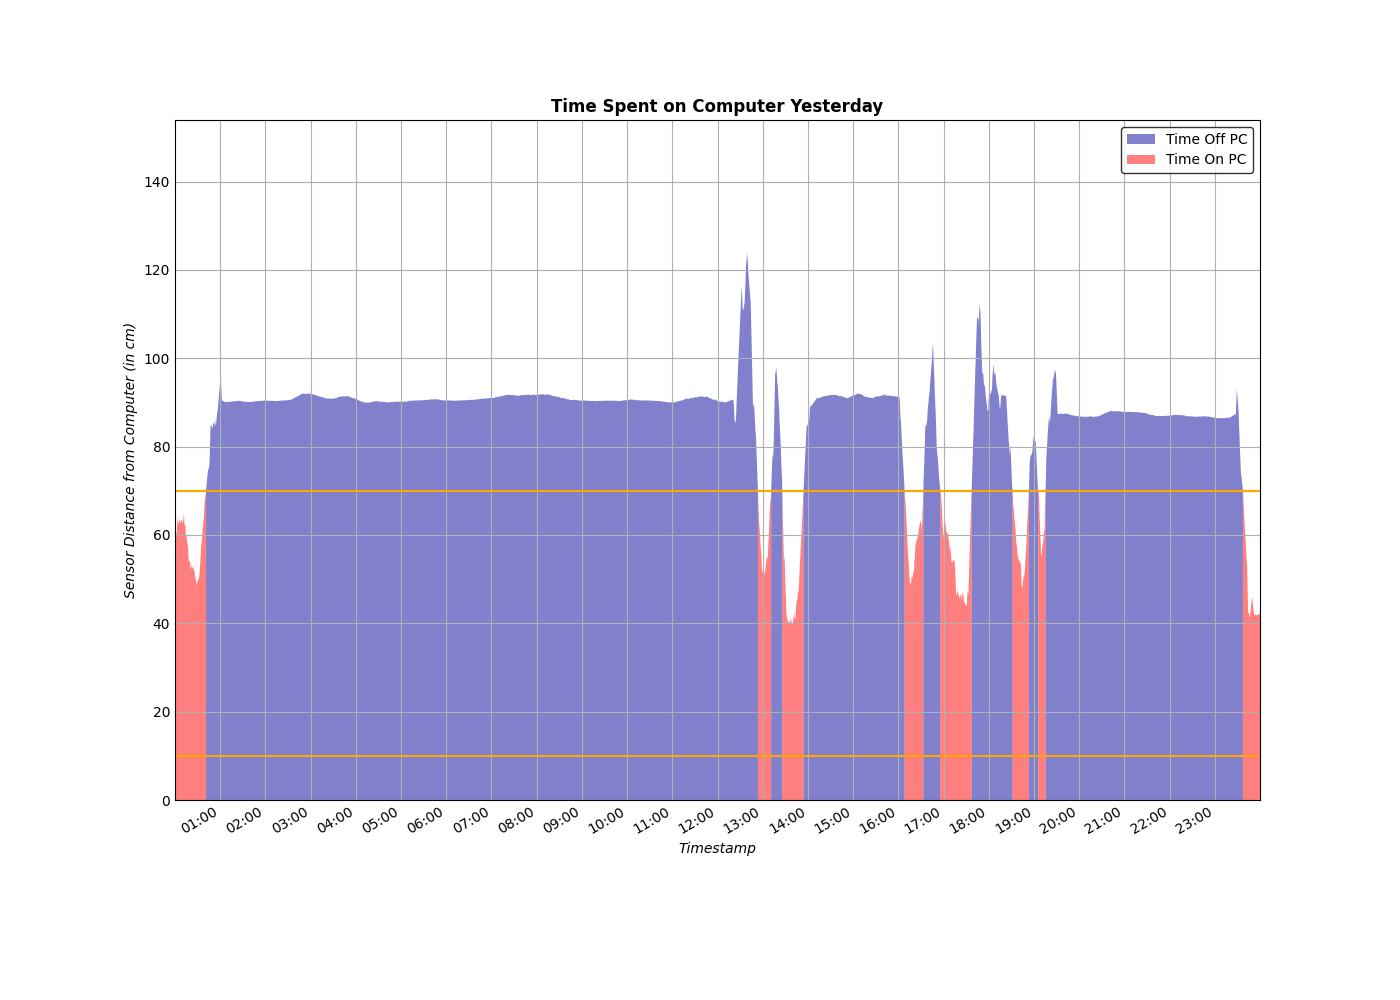 Time Spent on Computer Yesterday
Time Off PC
Time On PC
Sensor Distance from Computer (in cm)
140
120
100
80
60
40
20
0
01:00 02:00 03:00 04:00 05:00 06:00 07:00 08:00 09:00 10:00 11:00 12:00 13:00 14:00 15:00 16:00 17:00 18:00 19:00 20:00 21:00 22:00 23:00
Timestamp